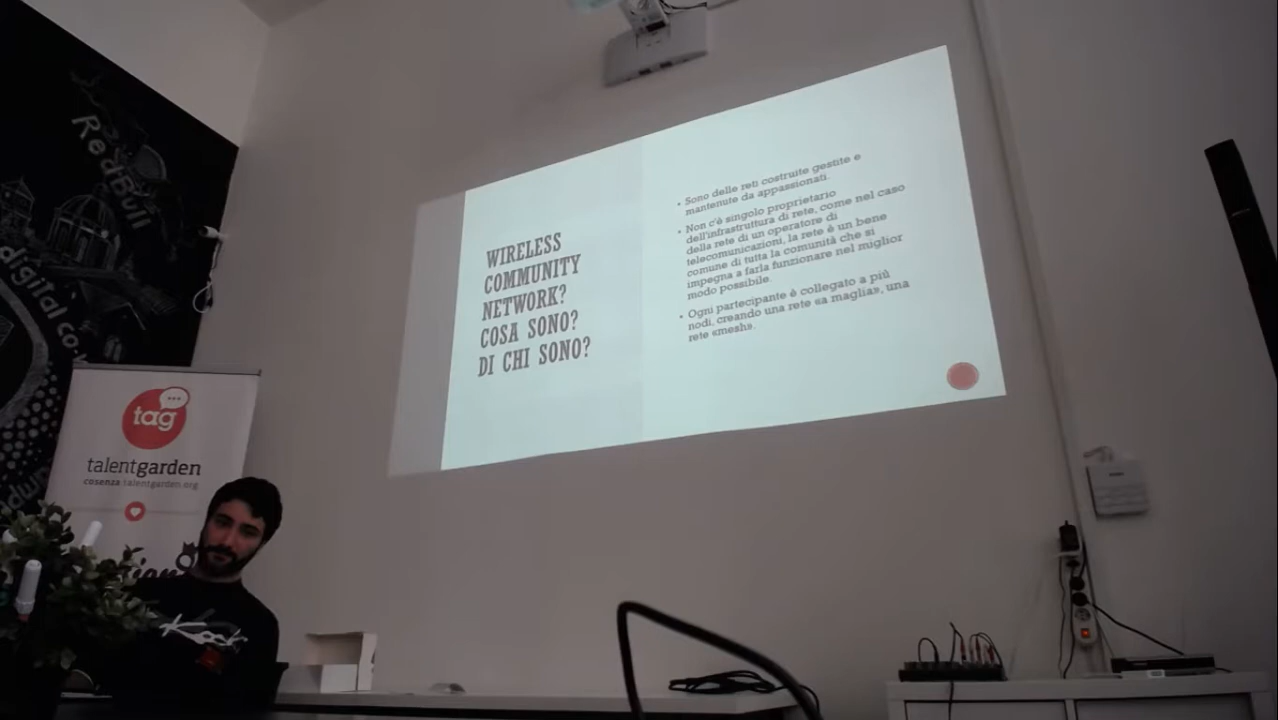 RedBull
digital co
tag
talentgarden
cosenza.talentgarden.org
WIRELESS
COMMUNITY
NETWORK?
COSA SONO?
DI CHI SONO?
• Sono delle reti costruite gestite e
mantenute da appassionati.
• Non c'è singolo proprietario
dell'infrastruttura di rete, come nel caso
della rete di un operatore di
telecomunicazioni, la rete è un bene
comune di tutta la comunità che si
impegna a farla funzionare nel miglior
modo possibile.
• Ogni partecipante è collegato a più
nodi, creando una rete «a maglia», una
rete «mesh».